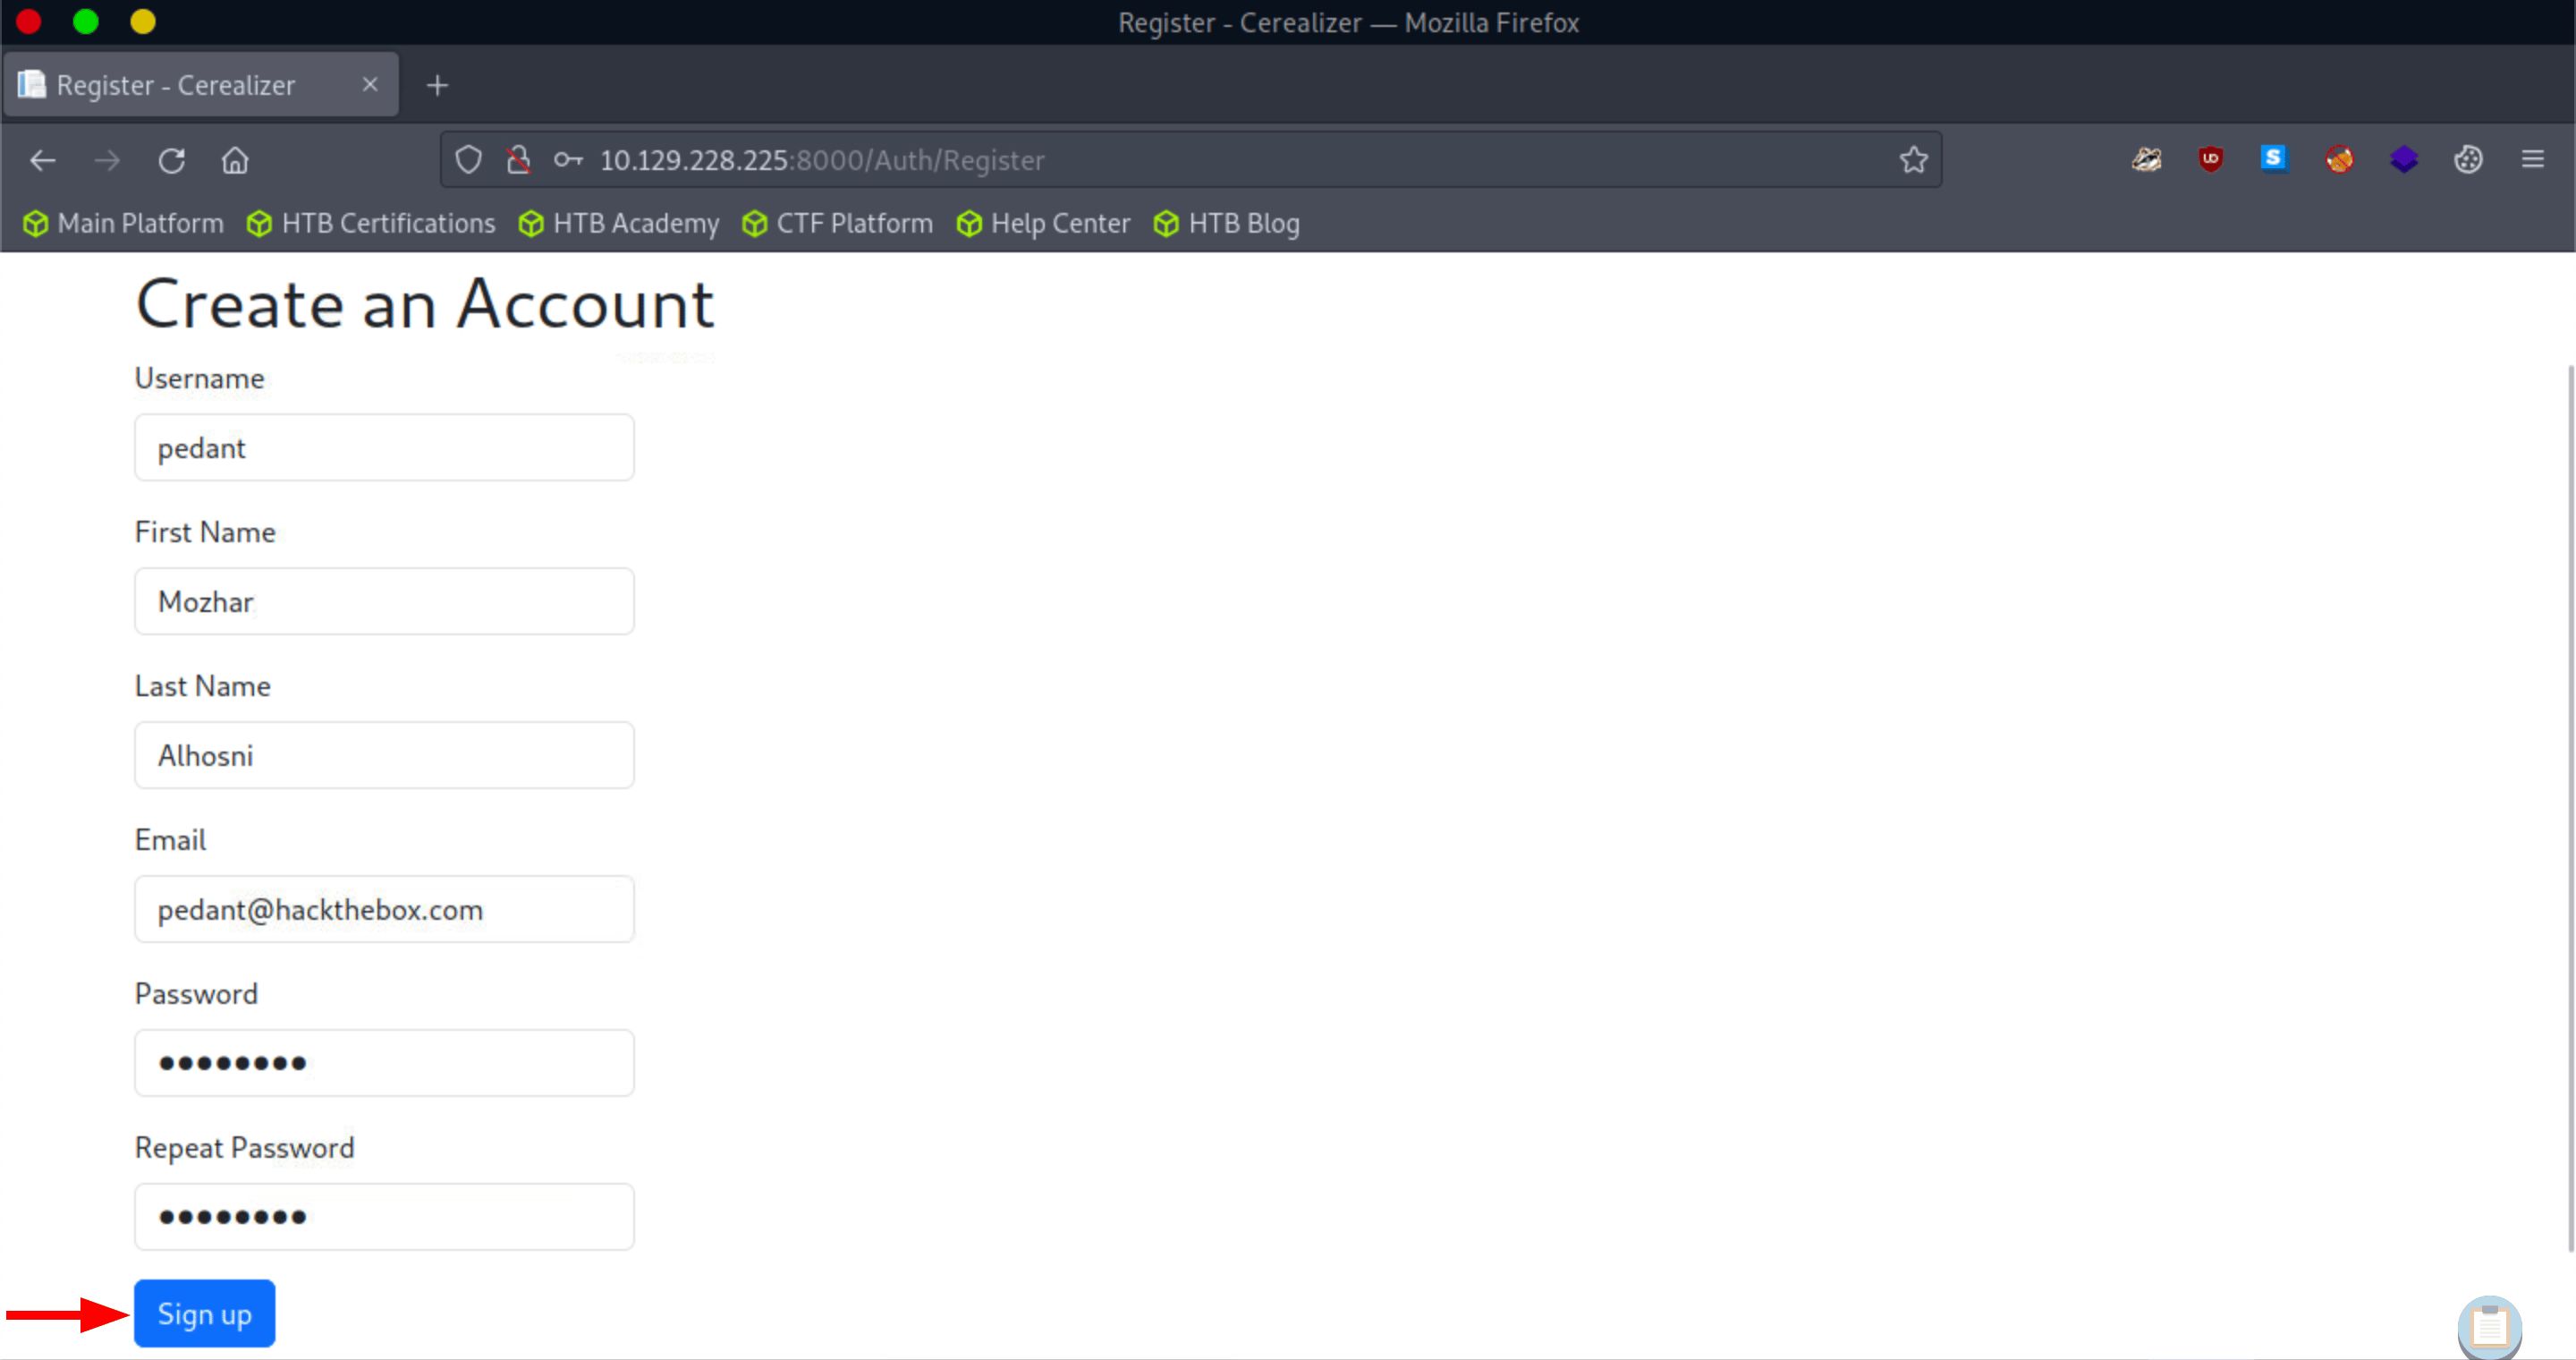 Register - Cerealizer — Mozilla Firefox
Register - Cerealizer
10.129.228.225:8000/Auth/Register
Main Platform HTB Certifications HTB Academy CTF Platform Help Center HTB Blog
Create an Account
Username
pedant
First Name
Mozhar
Last Name
Alhosni
Email
pedant@hackthebox.com
Password
●●●●●●●●
Repeat Password
●●●●●●●●
Sign up